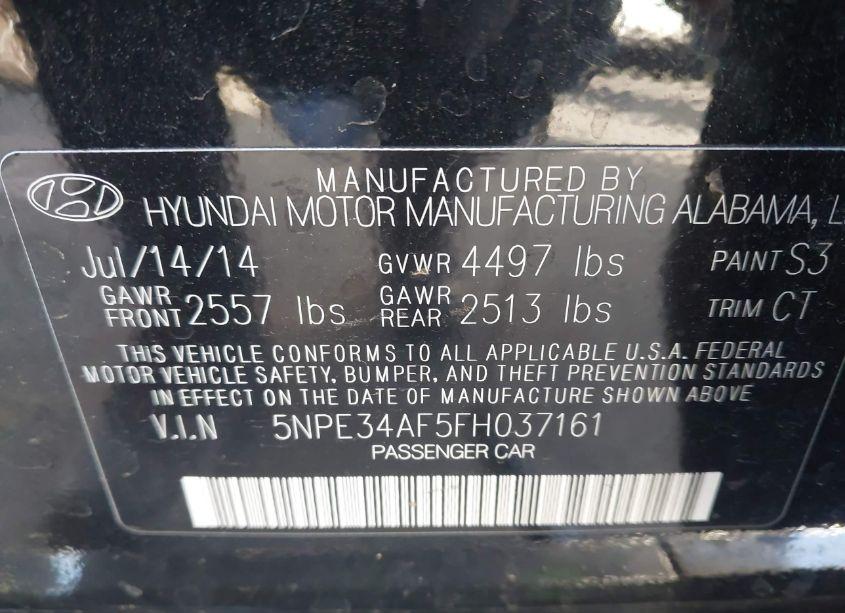 MANUFACTURED BY
HYUNDAI MOTOR MANUFACTURING ALABAMA,
Jul/14/14 GVWR 4497 lbs PAINT S3
GAWR FRONT 2557 lbs GAWR REAR 2513 lbs TRIM CT
THIS VEHICLE CONFORMS TO ALL APPLICABLE U.S.A. FEDERAL
MOTOR VEHICLE SAFETY, BUMPER, AND THEFT PREVENTION STANDARDS
IN EFFECT ON THE DATE OF MANUFACTURE SHOWN ABOVE
V.I.N 5NPE34AF5FH037161
PASSENGER CAR